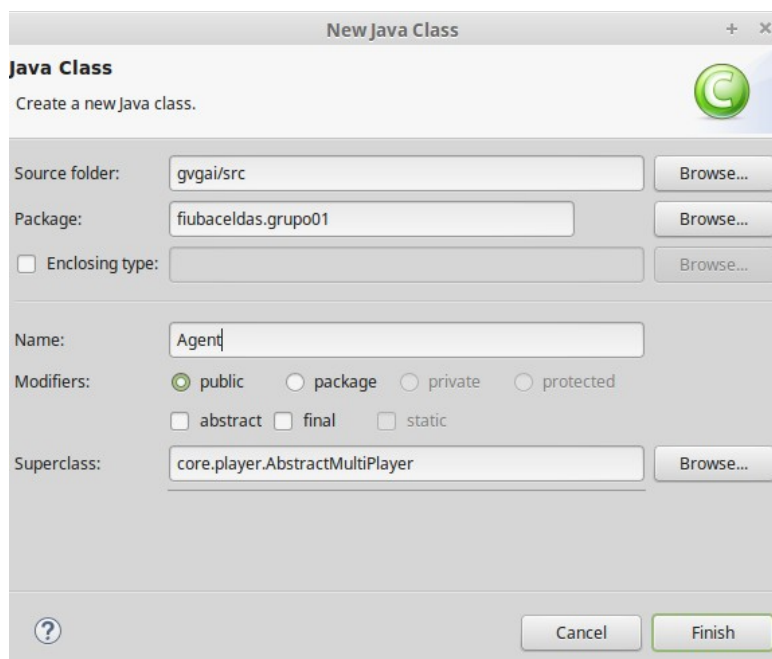 New Java Class + ×
Java Class
Create a new Java class.
C
Source folder: gvgai/src Browse...
Package: fiubaceldas.grupo01 Browse...
Enclosing type: Browse...
Name: Agent
Modifiers: public package private protected
abstract final static
Superclass: core.player.AbstractMultiPlayer Browse...
? Cancel Finish